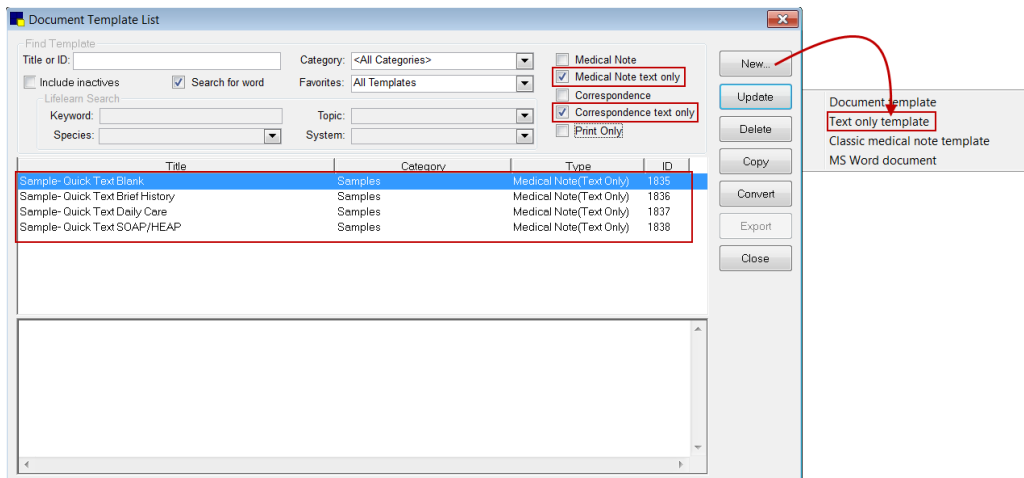 Document Template List
Find Template
Title or ID:
Category: <All Categories>
Medical Note
New...
Include inactives
Search for word
Favorites: All Templates
Medical Note text only
Lifelearn Search
Correspondence
Update
Document template
Keyword:
Topic:
Correspondence text only
Text only template
Species:
System:
Print Only
Delete
Classic medical note template
MS Word document
Title Category Type ID
Copy
Sample- Quick Text Blank Samples Medical Note(Text Only) 1835
Sample- Quick Text Brief History Samples Medical Note(Text Only) 1836
Convert
Sample- Quick Text Daily Care Samples Medical Note(Text Only) 1837
Sample- Quick Text SOAP/HEAP Samples Medical Note(Text Only) 1838
Export
Close